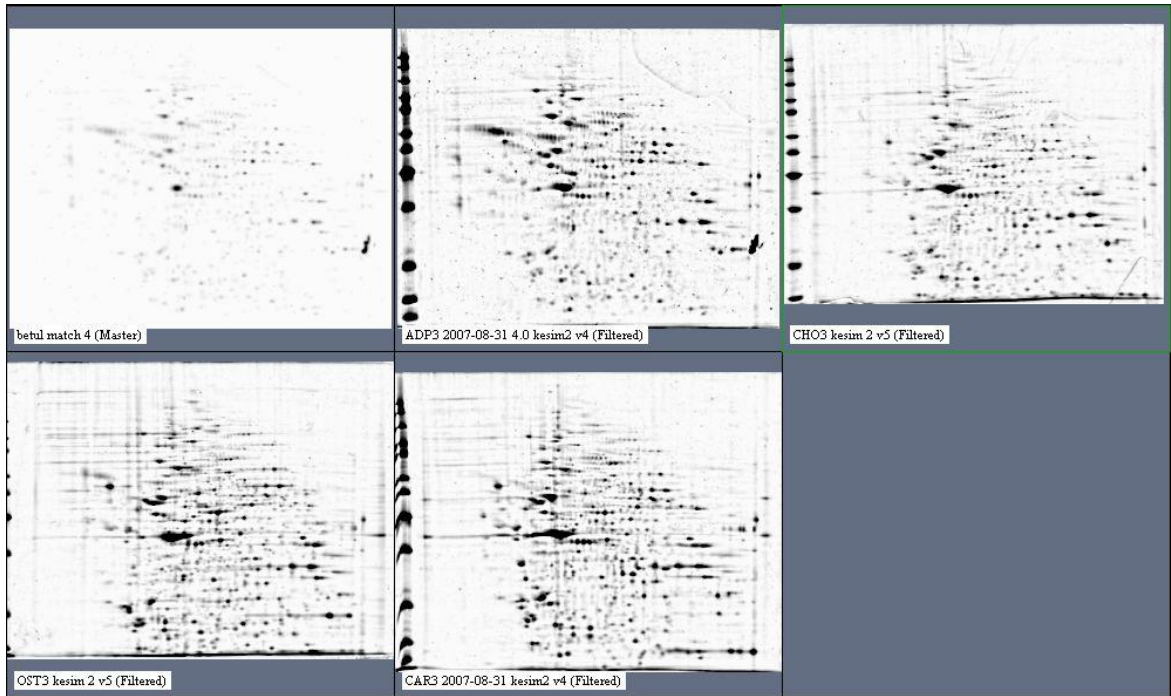 betul match 4 (Master)
ADP3 2007-08-31 4.0 kesim2 v4 (Filtered)
CHO3 kesim 2 v5 (Filtered)
OST3 kesim 2 v5 (Filtered)
CAR3 2007-08-31 kesim2 v4 (Filtered)